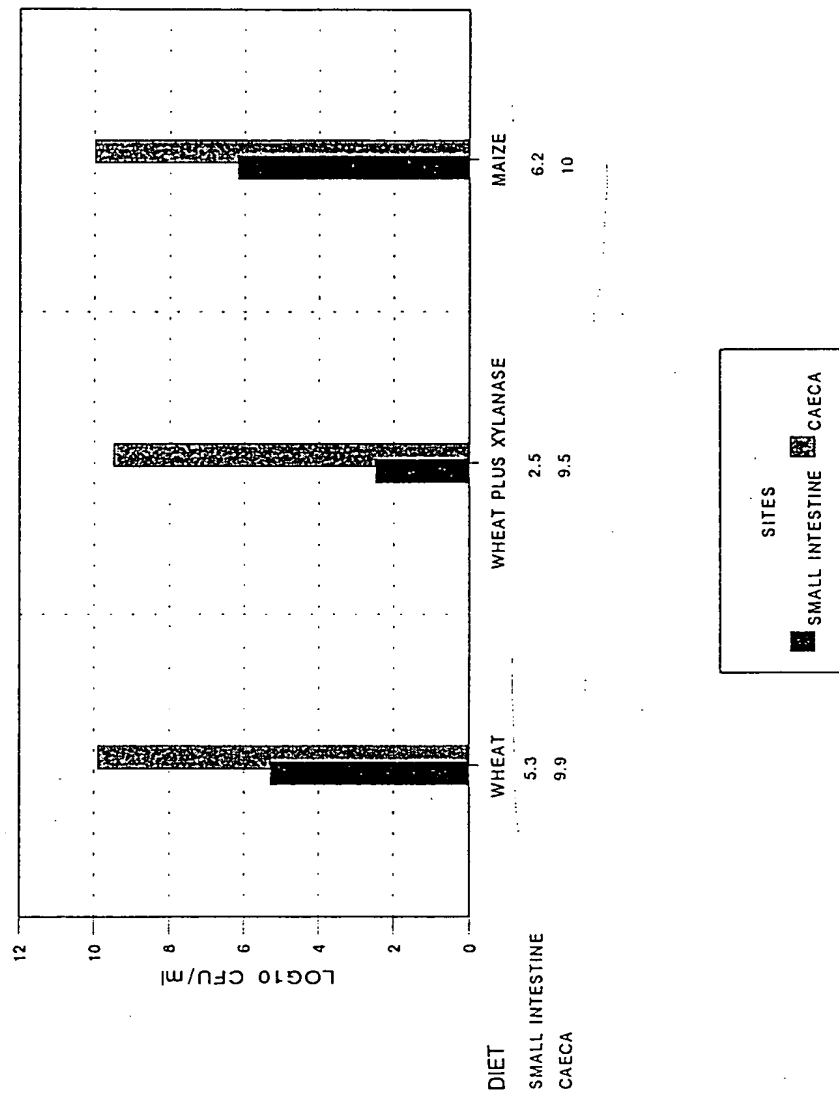 LOG10 CFU/ml
12
10
8
6
4
2
0
DIET WHEAT WHEAT PLUS XYLANASE MAIZE
SMALL INTESTINE 5.3 2.5 6.2
CAECA 9.9 9.5 10
SITES
SMALL INTESTINE CAECA